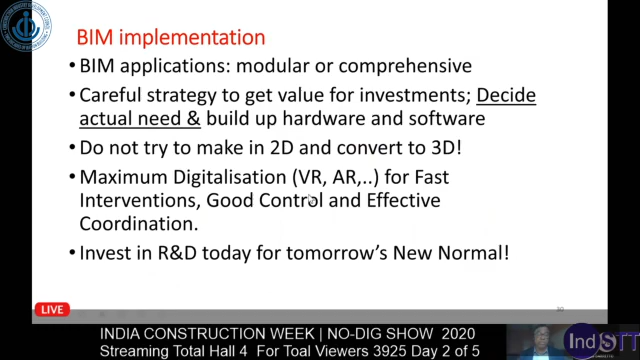 BIM implementation
• BIM applications: modular or comprehensive
• Careful strategy to get value for investments; Decide
actual need & build up hardware and software
• Do not try to make in 2D and convert to 3D!
• Maximum Digitalisation (VR, AR,..) for Fast
Interventions, Good Control and Effective
Coordination.
• Invest in R&D today for tomorrow's New Normal!
LIVE
INDIA CONSTRUCTION WEEK | NO-DIG SHOW 2020
Streaming Total Hall 4 For Toal Viewers 3925 Day 2 of 5
IndSTT